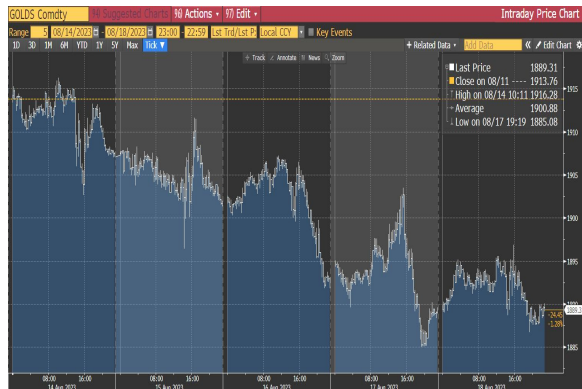 GOLDS Comdty 94) Suggested Charts 96) Actions 97) Edit Intraday Price Chart
Range 5 08/14/2023 - 08/18/2023 23:00 - 22:59 Lst Trd/Lst P Local CCY Key Events
1D 3D 1M 6M YTD 1Y 5Y Max Tick ▼ + Related Data Add Data « Edit Chart
+ Track Annotate News Zoom
Last Price 1889.31
Close on 08/11 ---- 1913.76
High on 08/14 10:11 1916.28
Average 1900.88
Low on 08/17 19:19 1885.08
1915
1910
1905
1900
1895
1890
1889.3
-24.45
-1.28%
1885
08:00 16:00 08:00 16:00 08:00 16:00 08:00 16:00 08:00 16:00
14 Aug 2023 15 Aug 2023 16 Aug 2023 17 Aug 2023 18 Aug 2023